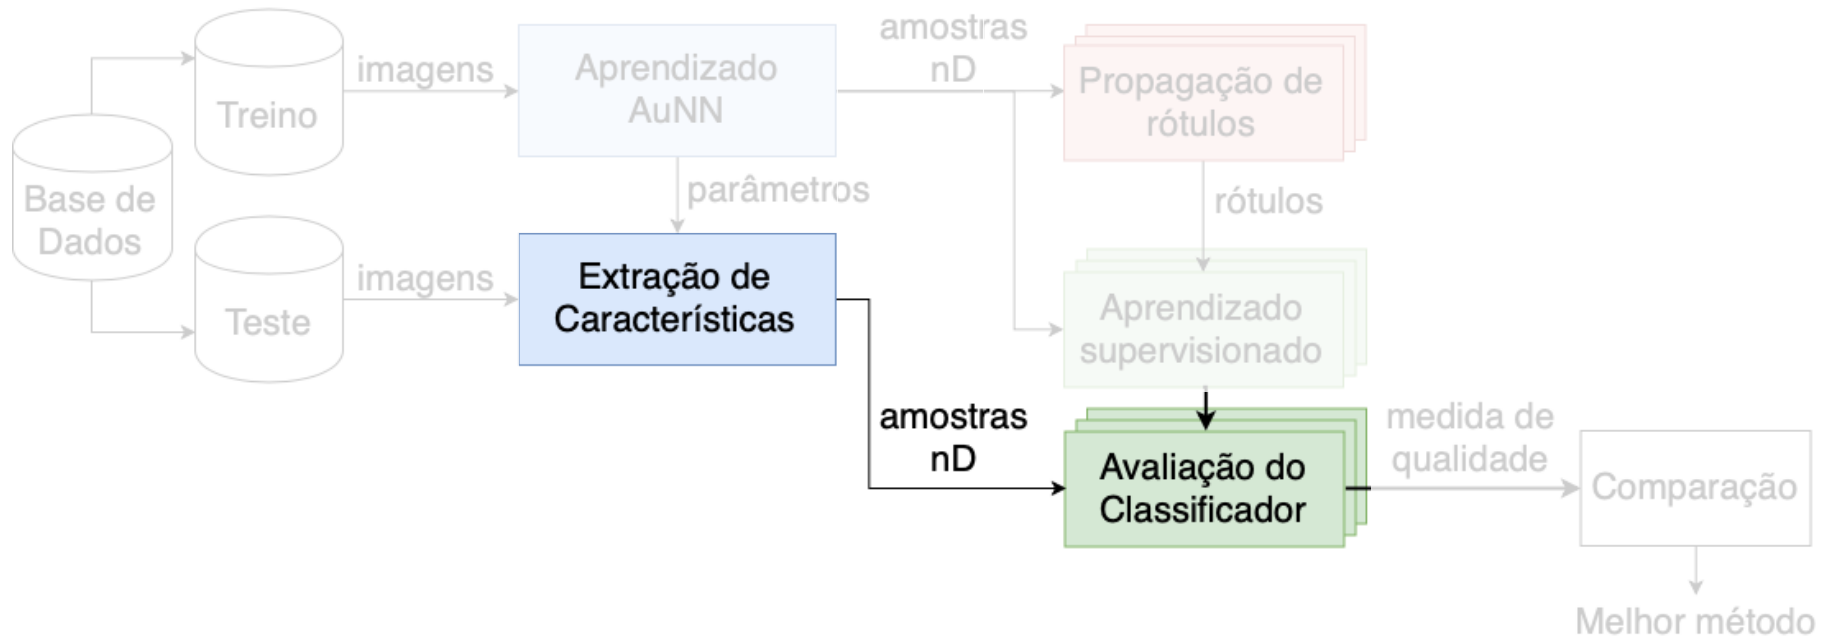 imagens
Treino
Aprendizado
AuNN
amostras
nD
Propagação de
rótulos
Base de
Dados
parâmetros
rótulos
imagens
Teste
Extração de
Características
Aprendizado
supervisionado
amostras
nD
Avaliação do
Classificador
medida de
qualidade
Comparação
Melhor método